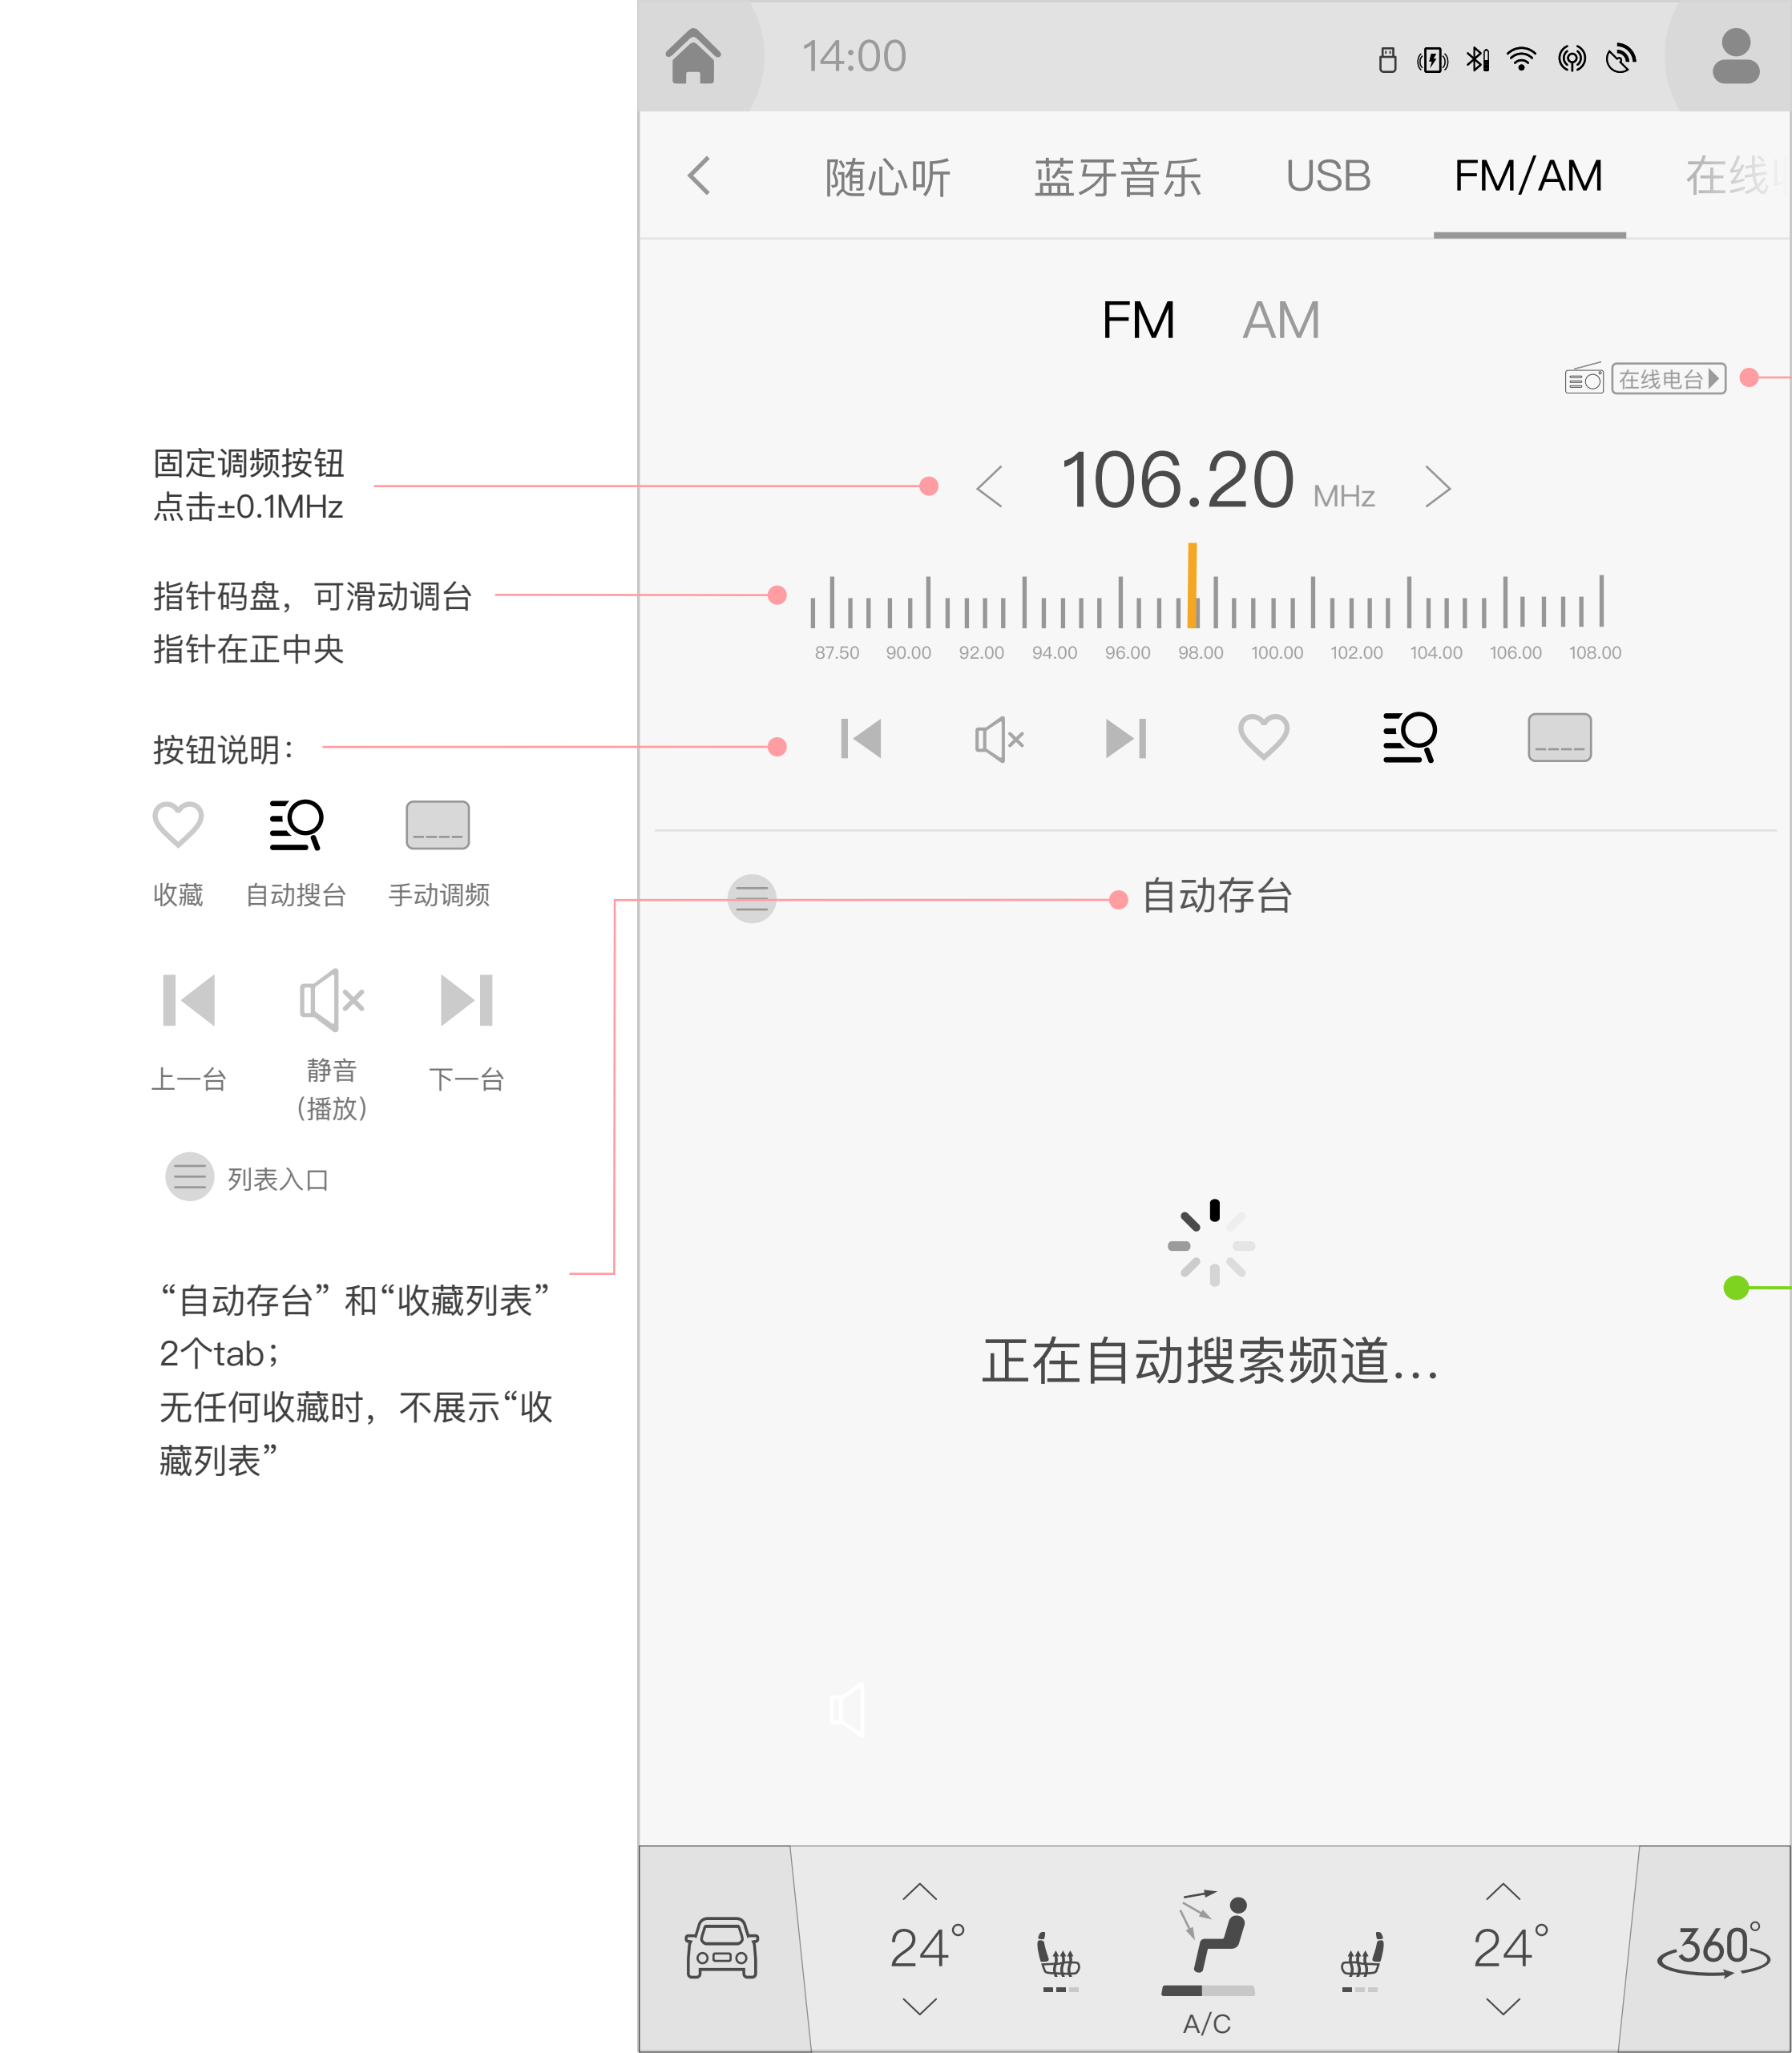 14:00
随心听
蓝牙音乐
USB
FM/AM
在线
FM
AM
在线电台
固定调频按钮
点击±0.1MHz
106.20 MHz
指针码盘，可滑动调台
指针在正中央
87.50 90.00 92.00 94.00 96.00 98.00 100.00 102.00 104.00 106.00 108.00
按钮说明：
收藏
自动搜台
手动调频
自动存台
上一台
静音
（播放）
下一台
列表入口
“自动存台” 和“收藏列表”
2个tab；
无任何收藏时，不展示“收
藏列表”
正在自动搜索频道...
24°
A/C
24°
360°